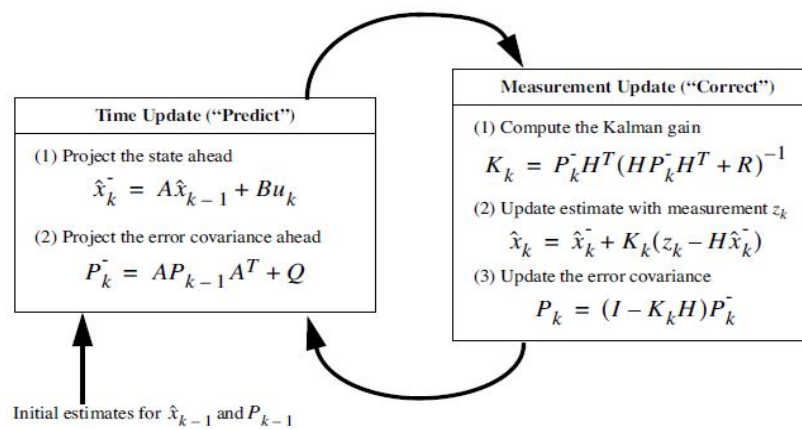 Time Update (“Predict”)
(1) Project the state ahead
x̂⁻ₖ = Ax̂ₖ₋₁ + Buₖ
(2) Project the error covariance ahead
P⁻ₖ = APₖ₋₁Aᵀ + Q
Measurement Update (“Correct”)
(1) Compute the Kalman gain
Kₖ = P⁻ₖHᵀ(HP⁻ₖHᵀ + R)⁻¹
(2) Update estimate with measurement zₖ
x̂ₖ = x̂⁻ₖ + Kₖ(zₖ – Hx̂⁻ₖ)
(3) Update the error covariance
Pₖ = (I – KₖH)P⁻ₖ
Initial estimates for x̂ₖ₋₁ and Pₖ₋₁